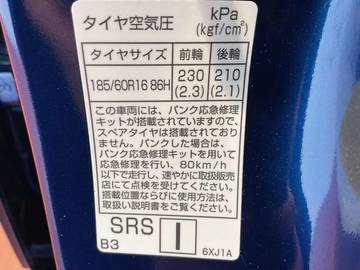 タイヤ空気圧 kPa (kgf/cm²)
タイヤサイズ 前輪 後輪
185/60R16 86H 230 (2.3) 210 (2.1)
この車両には、パンク応急修理
キットが搭載されていますので、
スペアタイヤは搭載されており
ません。パンクした場合は、
パンク応急修理キットを用いて
応急修理を行い、80km/h
以下で走行し、速やかに取扱販売
店にて点検を受けてください。
搭載位置ならびに使用方法は、
取扱説明書をご覧ください。
SRS I
B3 6XJ1A